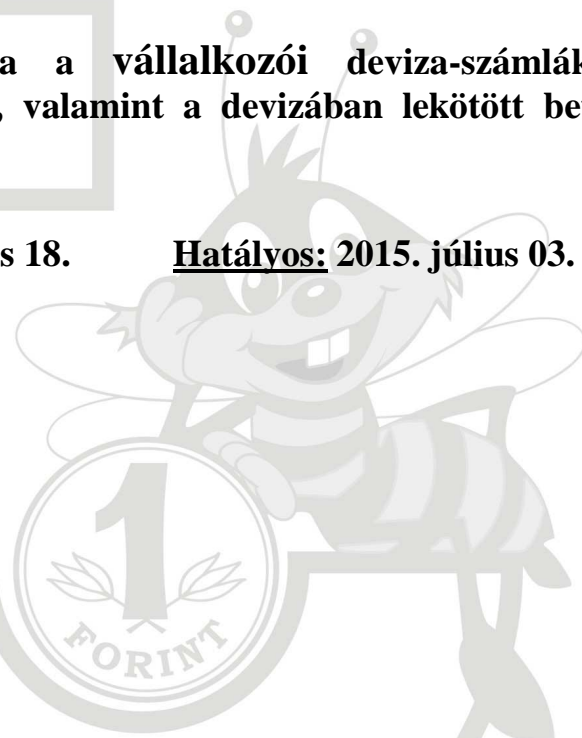 a a vállalkozói deviza-számlák
, valamint a devizában lekötött be
s 18. Hatályos: 2015. július 03.
1
FORINT